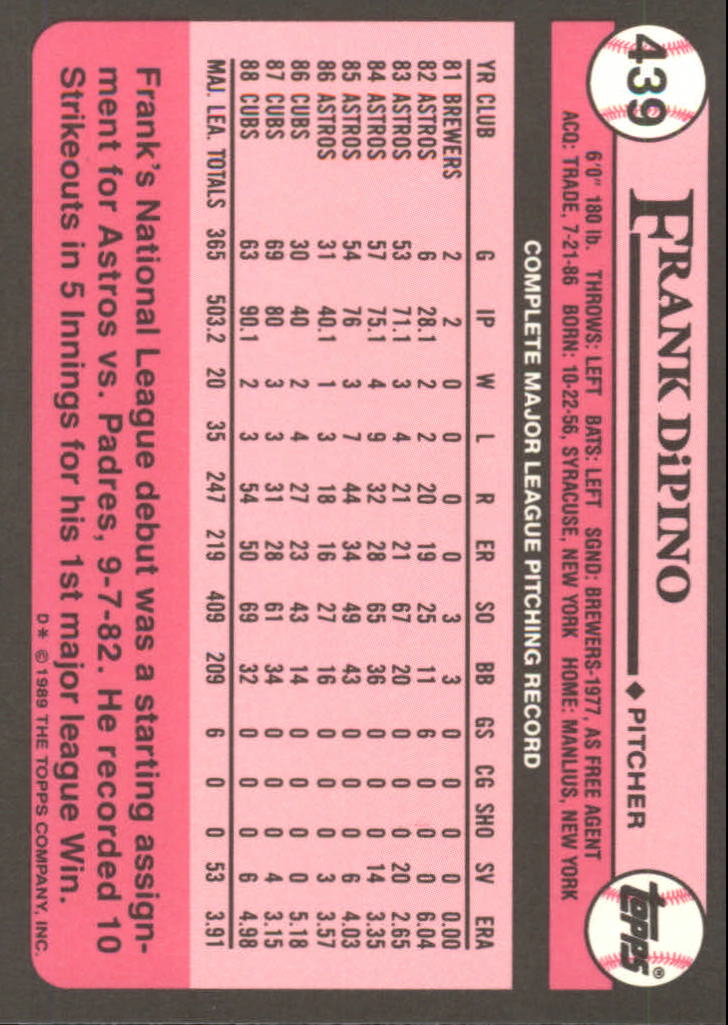 439
FRANK DiPINO
◆ PITCHER
TOPPS®
6'0" 180 lb. THROWS: LEFT BATS: LEFT SGND: BREWERS-1977, AS FREE AGENT
ACQ: TRADE, 7-21-86 BORN: 10-22-56, SYRACUSE, NEW YORK HOME: MANLIUS, NEW YORK
COMPLETE MAJOR LEAGUE PITCHING RECORD
YR CLUB G IP W L R ER SO BB GS CG SHO SV ERA
81 BREWERS 2 2 0 0 0 0 3 3 0 0 0 0 0.00
82 ASTROS 6 28.1 2 2 20 19 25 11 6 0 0 0 6.04
83 ASTROS 53 71.1 3 4 21 21 67 20 0 0 0 20 2.65
84 ASTROS 57 75.1 4 9 32 28 65 36 0 0 0 14 3.35
85 ASTROS 54 76 3 7 44 34 49 43 0 0 0 6 4.03
86 ASTROS 31 40.1 1 3 18 16 27 16 0 0 0 3 3.57
86 CUBS 30 40 2 4 27 23 43 14 0 0 0 0 5.18
87 CUBS 69 80 3 3 31 28 61 34 0 0 0 4 3.15
88 CUBS 63 90.1 2 3 54 50 69 32 0 0 0 6 4.98
MAJ. LEA. TOTALS 365 503.2 20 35 247 219 409 209 6 0 0 53 3.91
Frank's National League debut was a starting assign-
ment for Astros vs. Padres, 9-7-82. He recorded 10
Strikeouts in 5 Innings for his 1st major league Win.
D* © 1989 THE TOPPS COMPANY, INC.